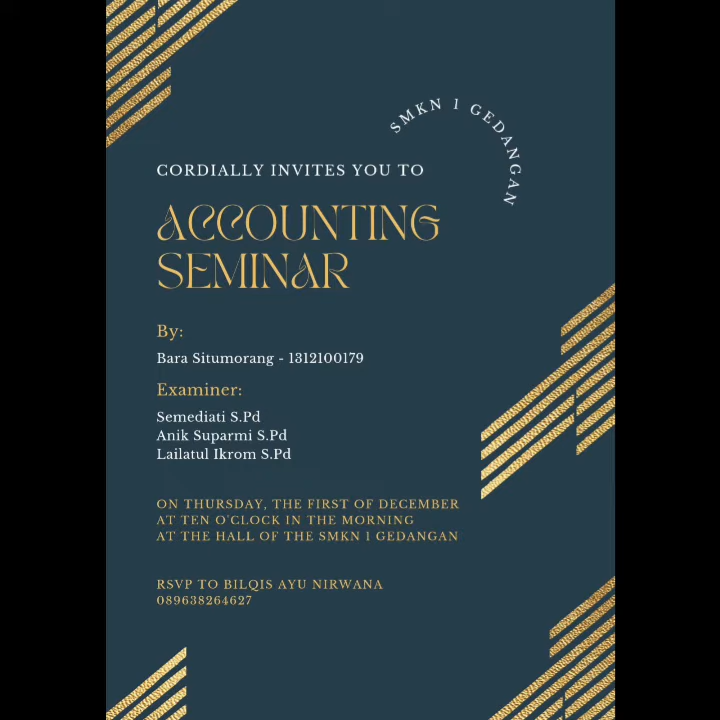 SMKN 1 GEDANGAN
CORDIALLY INVITES YOU TO
ACCOUNTING
SEMINAR
By:
Bara Situmorang - 1312100179
Examiner:
Semediati S.Pd
Anik Suparmi S.Pd
Lailatul Ikrom S.Pd
ON THURSDAY, THE FIRST OF DECEMBER
AT TEN O'CLOCK IN THE MORNING
AT THE HALL OF THE SMKN 1 GEDANGAN
RSVP TO BILQIS AYU NIRWANA
089638264627